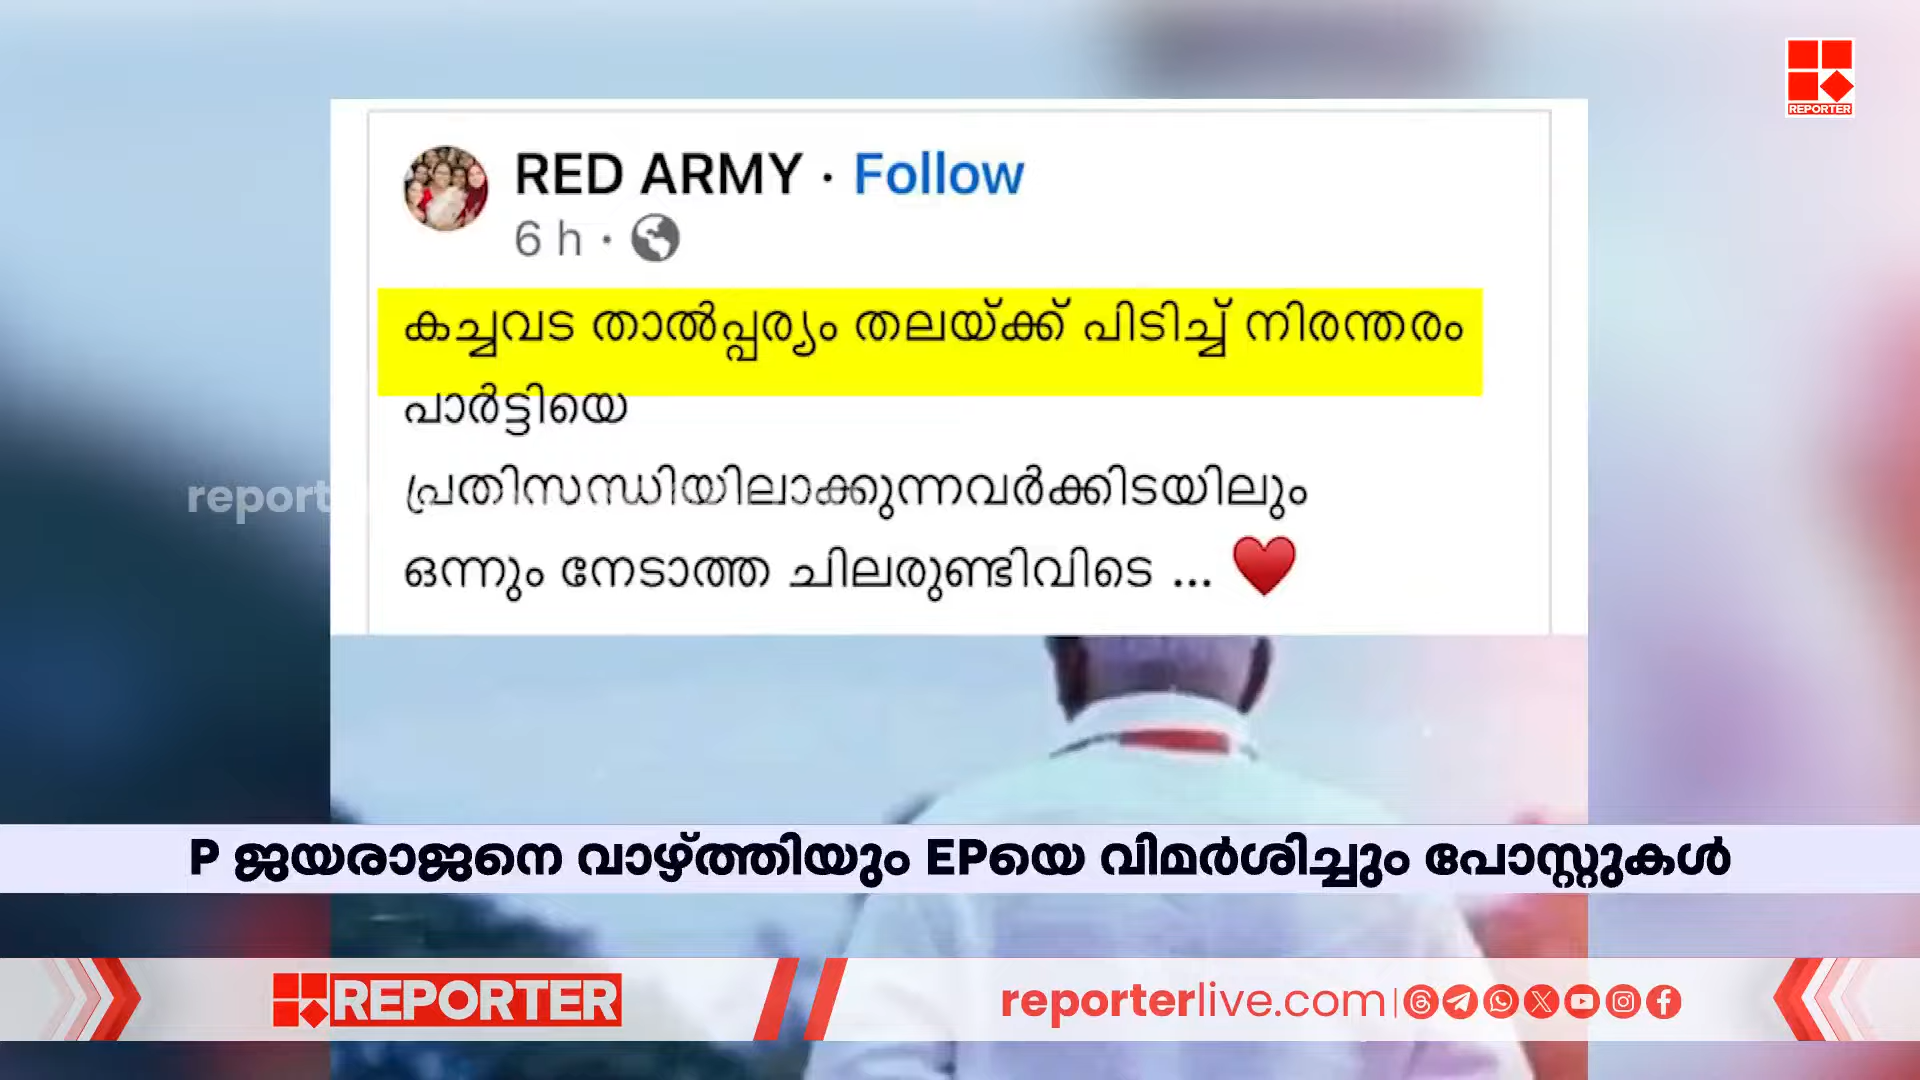 REPORTER
RED ARMY · Follow
6 h ·
കച്ചവട താൽപ്പര്യം തലയ്ക്ക് പിടിച്ച് നിരന്തരം
പാർട്ടിയെ
പ്രതിസന്ധിയിലാക്കുന്നവർക്കിടയിലും
ഒന്നും നേടാത്ത ചിലരുണ്ടിവിടെ ... ❤️
report
P ജയരാജനെ വാഴ്ത്തിയും EPയെ വിമർശിച്ചും പോസ്റ്റുകൾ
REPORTER
reporterlive.com